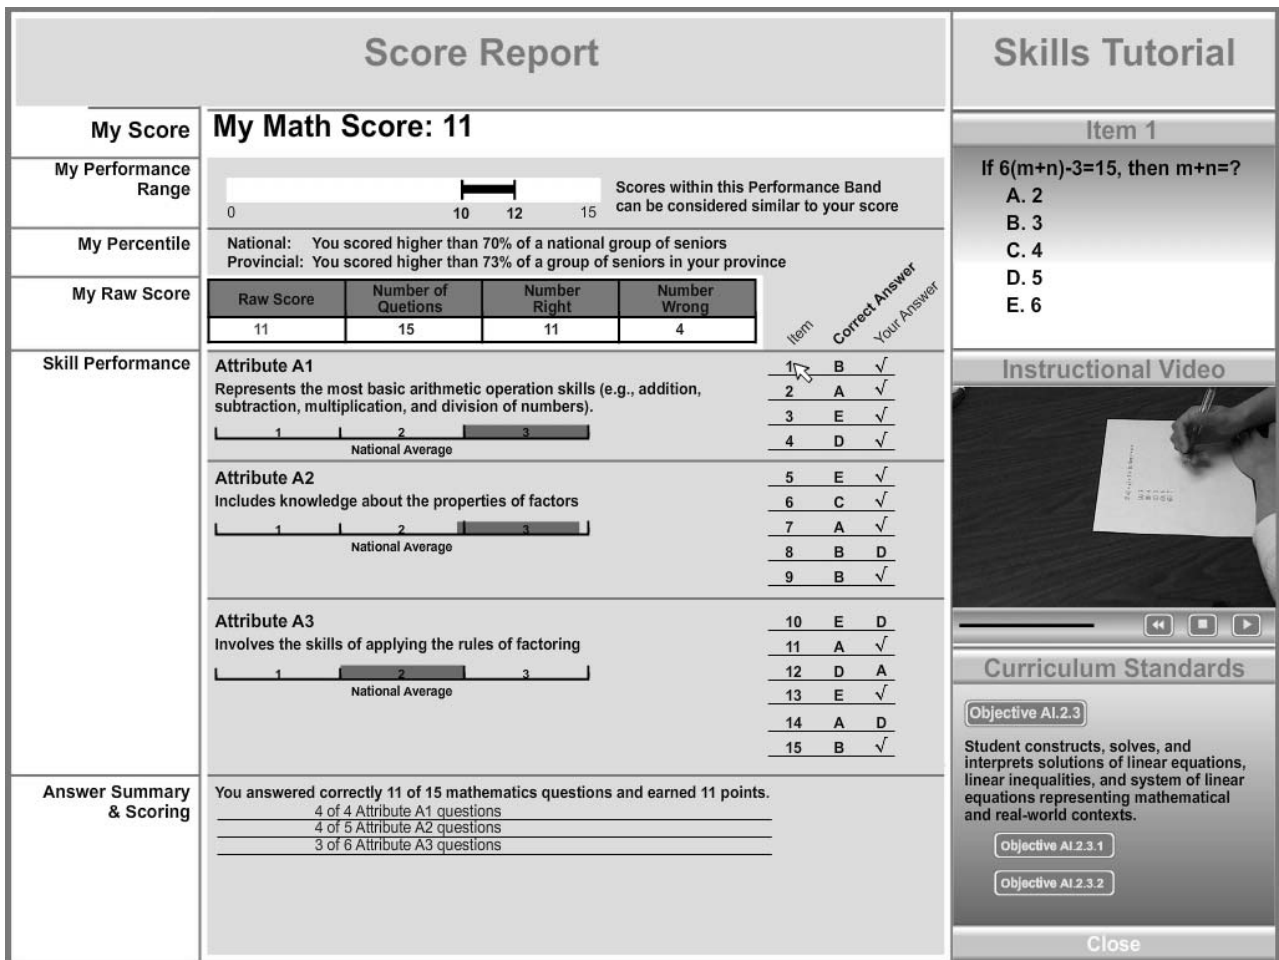 Score Report
Skills Tutorial
My Score
My Math Score: 11
My Performance
Range
0
10
12
15
Scores within this Performance Band
can be considered similar to your score
My Percentile
National: You scored higher than 70% of a national group of seniors
Provincial: You scored higher than 73% of a group of seniors in your province
My Raw Score
Raw Score
Number of
Quetions
Number
Right
Number
Wrong
11
15
11
4
Item
Correct Answer
Your Answer
Skill Performance
Attribute A1
Represents the most basic arithmetic operation skills (e.g., addition,
subtraction, multiplication, and division of numbers).
1 2 3
National Average
1 B √
2 A √
3 E √
4 D √
Attribute A2
Includes knowledge about the properties of factors
1 2 3
National Average
5 E √
6 C √
7 A √
8 B D
9 B √
Attribute A3
Involves the skills of applying the rules of factoring
1 2 3
National Average
10 E D
11 A √
12 D A
13 E √
14 A D
15 B √
Answer Summary
& Scoring
You answered correctly 11 of 15 mathematics questions and earned 11 points.
4 of 4 Attribute A1 questions
4 of 5 Attribute A2 questions
3 of 6 Attribute A3 questions
Item 1
If 6(m+n)-3=15, then m+n=?
A. 2
B. 3
C. 4
D. 5
E. 6
Instructional Video
Curriculum Standards
Objective AI.2.3
Student constructs, solves, and
interprets solutions of linear equations,
linear inequalities, and system of linear
equations representing mathematical
and real-world contexts.
Objective AI.2.3.1
Objective AI.2.3.2
Close